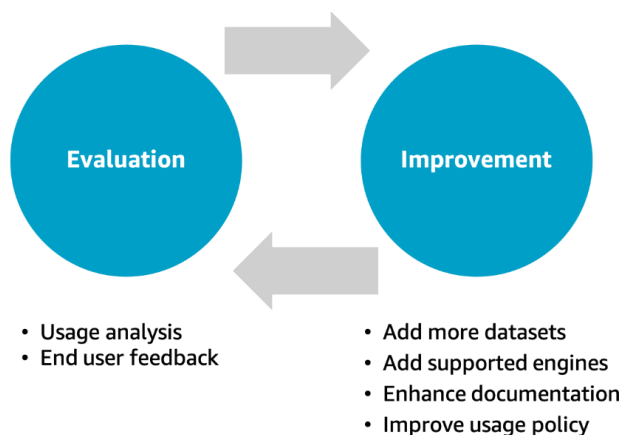 Evaluation
Improvement
• Usage analysis
• End user feedback
• Add more datasets
• Add supported engines
• Enhance documentation
• Improve usage policy